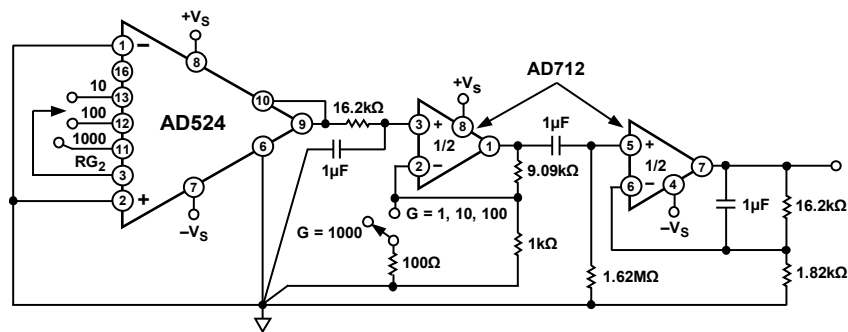 +VS
1
–
8
16
10
13
100
12
1000
11
RG2
3
2
+
AD524
10
9
6
7
–VS
16.2kΩ
1µF
+VS
AD712
3
+
8
1/2
1
2
–
9.09kΩ
G = 1, 10, 100
G = 1000
100Ω
1kΩ
1µF
1.62MΩ
5
+
1/2
7
6
–
4
–VS
1µF
16.2kΩ
1.82kΩ